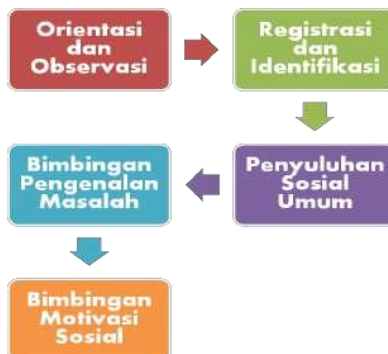 Orientasi
dan
Observasi
Registrasi
dan
Identifikasi
Penyuluhan
Sosial
Umum
Bimbingan
Pengenalan
Masalah
Bimbingan
Motivasi
Sosial